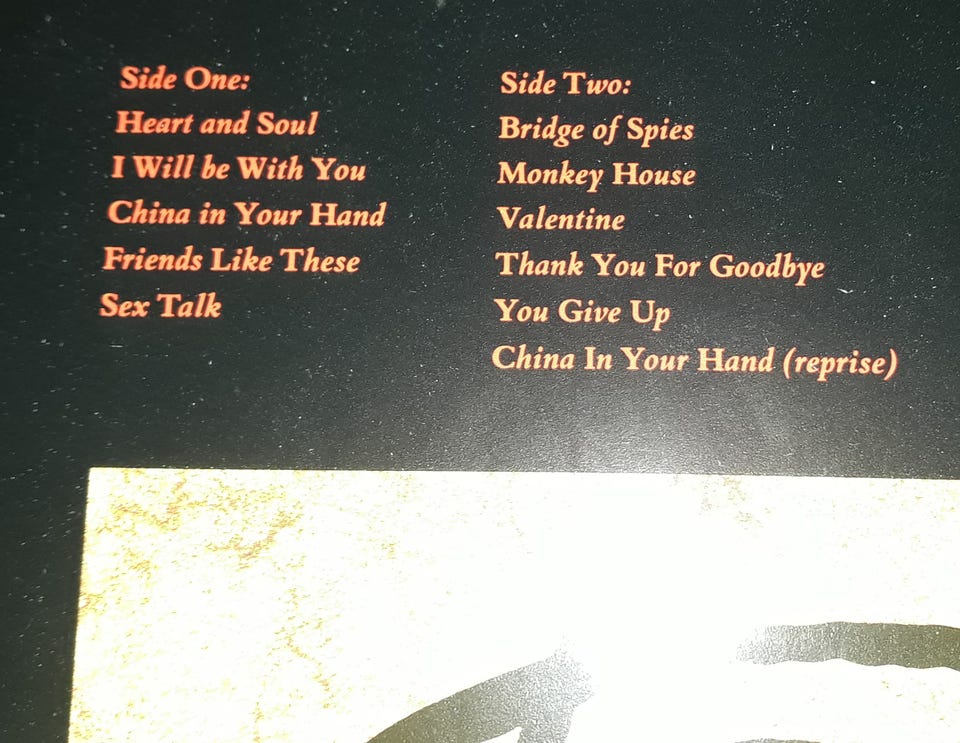 Side One:
Heart and Soul
I Will be With You
China in Your Hand
Friends Like These
Sex Talk
Side Two:
Bridge of Spies
Monkey House
Valentine
Thank You For Goodbye
You Give Up
China In Your Hand (reprise)